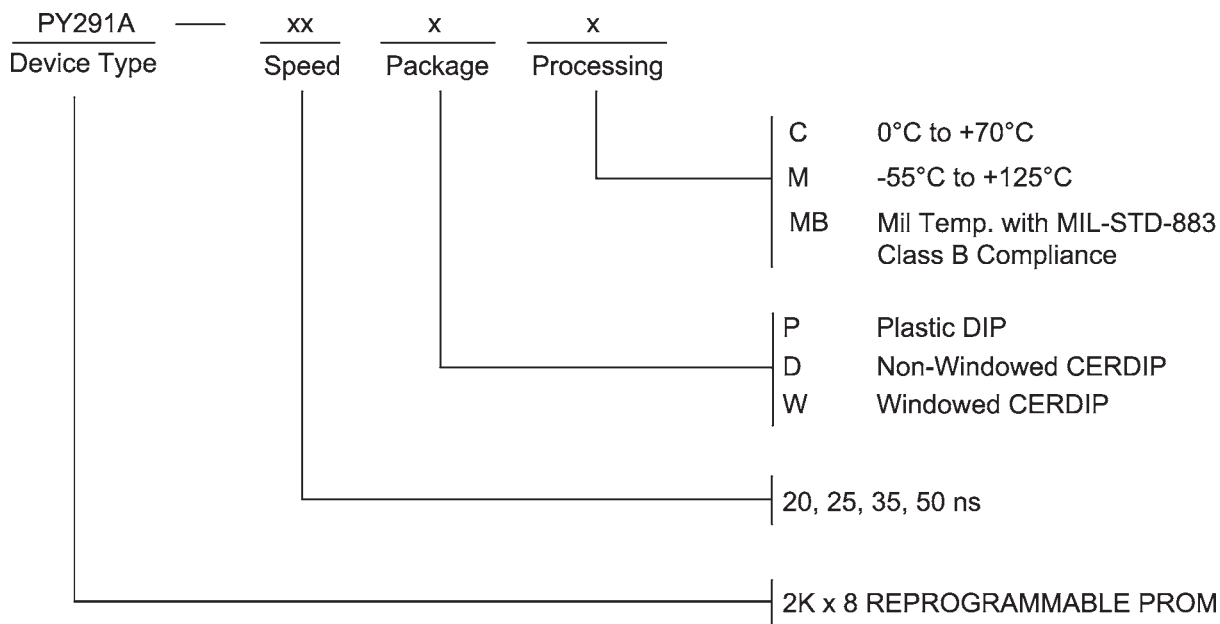 PY291A — xx x x
Device Type Speed Package Processing
C 0°C to +70°C
M -55°C to +125°C
MB Mil Temp. with MIL-STD-883
Class B Compliance
P Plastic DIP
D Non-Windowed CERDIP
W Windowed CERDIP
20, 25, 35, 50 ns
2K x 8 REPROGRAMMABLE PROM